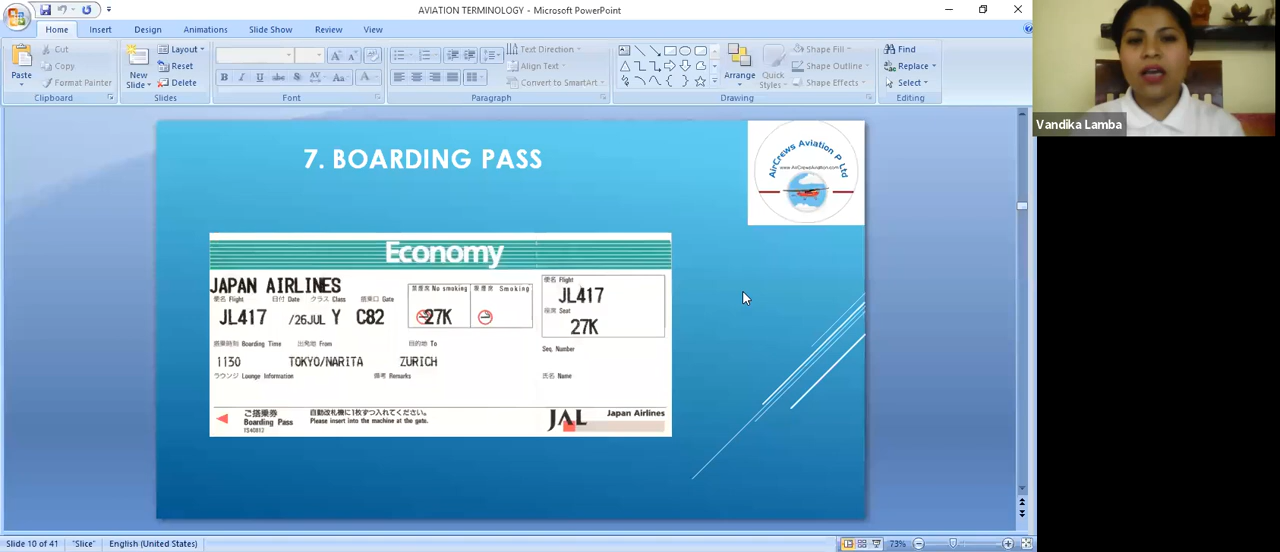 AVIATION TERMINOLOGY - Microsoft PowerPoint
Home Insert Design Animations Slide Show Review View
Paste
Cut
Copy
Format Painter
Clipboard
New Slide
Layout
Reset
Delete
Slides
B I U S abc AV Aa A
Font
Text Direction
Align Text
Convert to SmartArt
Paragraph
Arrange
Quick Styles
Shape Fill
Shape Outline
Shape Effects
Drawing
Find
Replace
Select
Editing
Vandika Lamba
7. BOARDING PASS
AirCrews Aviation P Ltd
www.AirCrewsAviation.com
Economy
JAPAN AIRLINES
便名 Flight 日付 Date クラス Class 搭乗口 Gate
JL417 /26JUL Y C82
禁煙席 No smoking 喫煙席 Smoking
27K
搭乗時刻 Boarding Time 出発地 From 目的地 To
1130 TOKYO/NARITA ZURICH
ラウンジ Lounge Information 備考 Remarks
便名 Flight
JL417
座席 Seat
27K
Seq. Number
氏名 Name
ご搭乗券
Boarding Pass
自動改札機に1枚ずつ入れてください。
Please insert into the machine at the gate.
JAL Japan Airlines
Slide 10 of 41 "Slice" English (United States) 73%